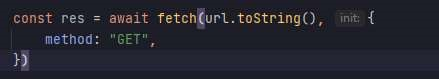 const res = await fetch(url.toString(), init: {
    method: "GET",
})